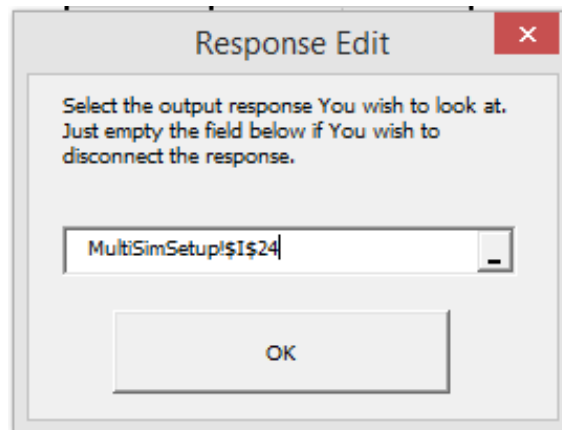 Response Edit
Select the output response You wish to look at.
Just empty the field below if You wish to
disconnect the response.
MultiSimSetup!$I$24
OK